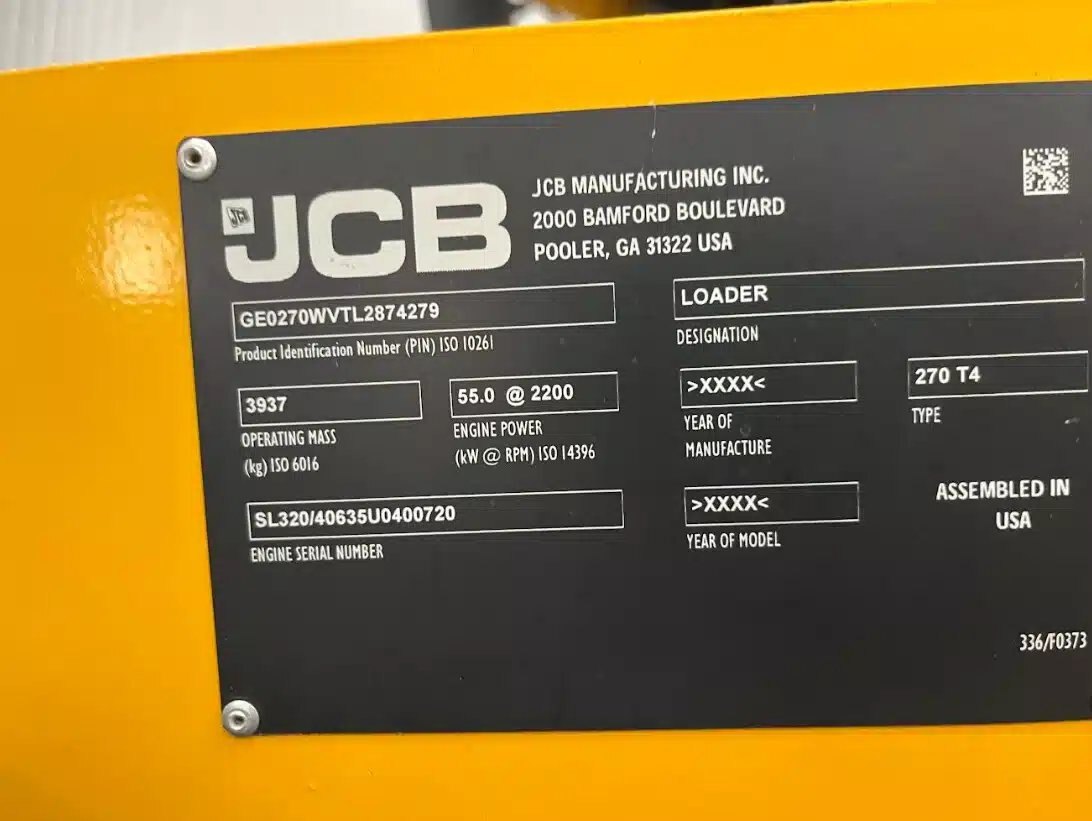 JCB
JCB
JCB MANUFACTURING INC.
2000 BAMFORD BOULEVARD
POOLER, GA 31322 USA
GE0270WVTL2874279
Product Identification Number (PIN) ISO 10261
LOADER
DESIGNATION
3937
OPERATING MASS
(kg) ISO 6016
55.0 @ 2200
ENGINE POWER
(kW @ RPM) ISO 14396
>XXXX<
YEAR OF
MANUFACTURE
270 T4
TYPE
SL320/40635U0400720
ENGINE SERIAL NUMBER
>XXXX<
YEAR OF MODEL
ASSEMBLED IN
USA
336/F0373